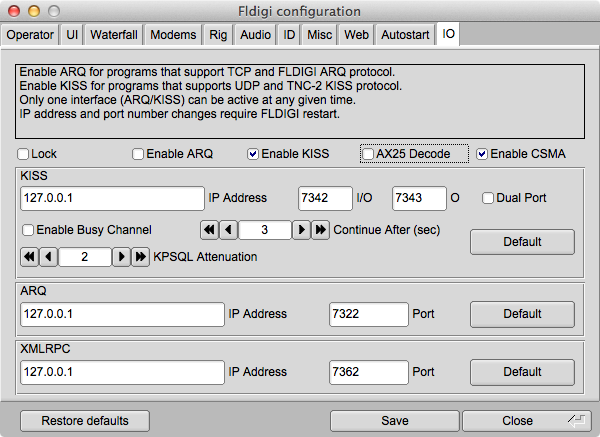 Fldigi configuration
Operator UI Waterfall Modems Rig Audio ID Misc Web Autostart IO
Enable ARQ for programs that support TCP and FLDIGI ARQ protocol.
Enable KISS for programs that supports UDP and TNC-2 KISS protocol.
Only one interface (ARQ/KISS) can be active at any given time.
IP address and port number changes require FLDIGI restart.
Lock Enable ARQ Enable KISS AX25 Decode Enable CSMA
KISS
127.0.0.1 IP Address 7342 I/O 7343 O Dual Port
Enable Busy Channel 3 Continue After (sec)
Default
2 KPSQL Attenuation
ARQ
127.0.0.1 IP Address 7322 Port Default
XMLRPC
127.0.0.1 IP Address 7362 Port Default
Restore defaults Save Close